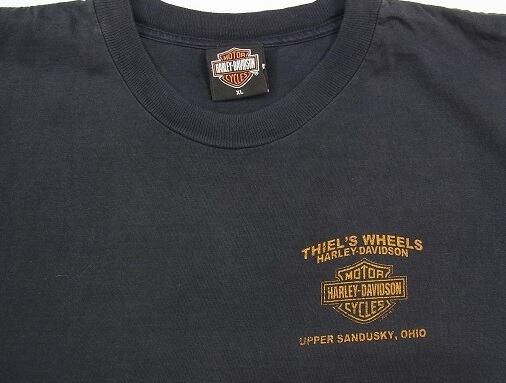 MOTOR
HARLEY-DAVIDSON
CYCLES
XL
THIEL'S WHEELS
HARLEY-DAVIDSON
MOTOR
HARLEY-DAVIDSON
CYCLES
UPPER SANDUSKY, OHIO